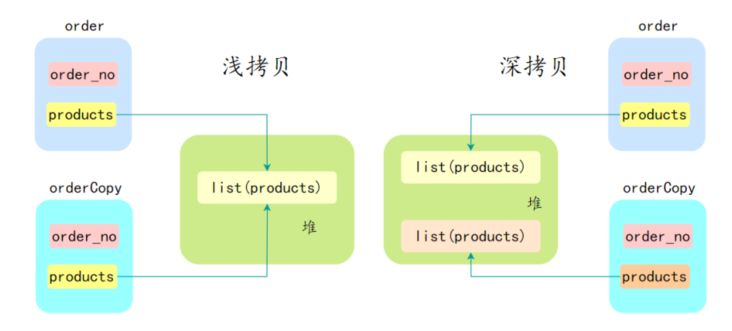 order
order_no
products
浅拷贝
list(products)
堆
orderCopy
order_no
products
深拷贝
order
order_no
products
list(products)
堆
list(products)
orderCopy
order_no
products